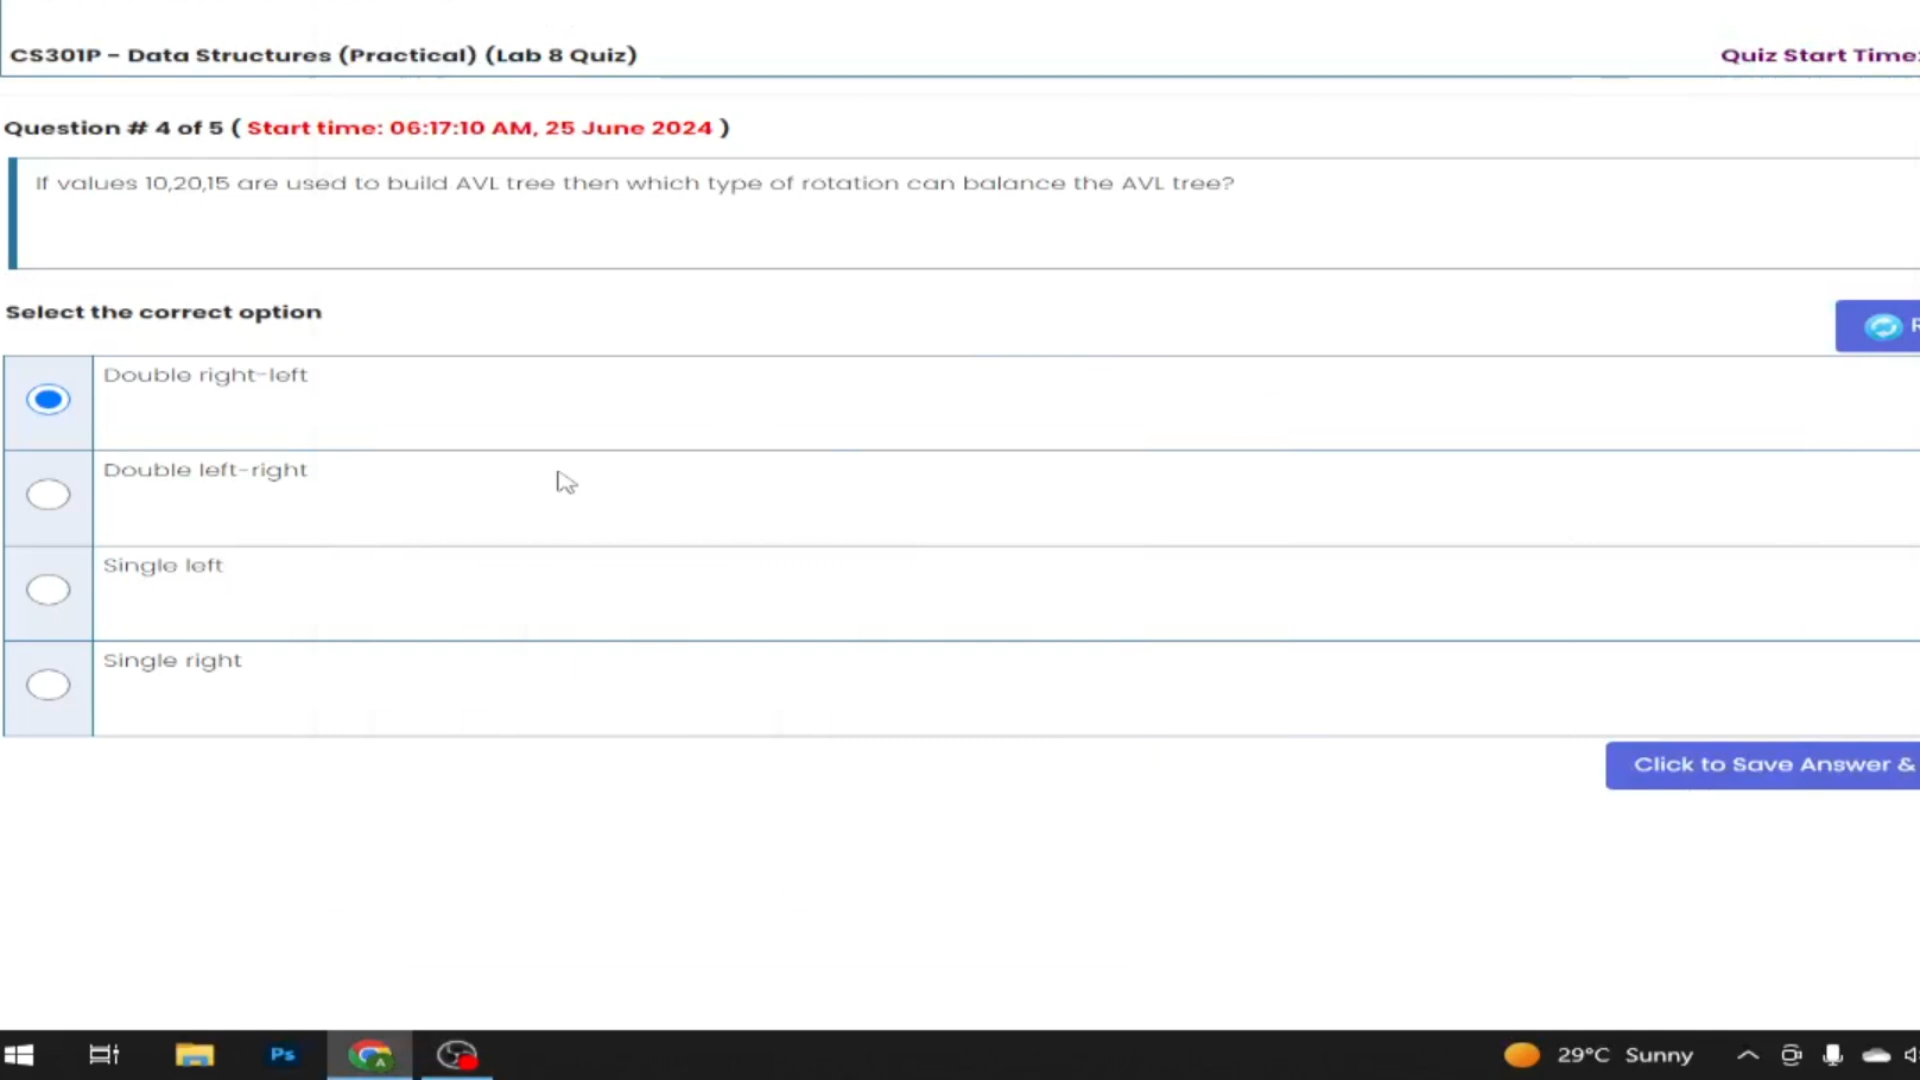 CS301P - Data Structures (Practical) (Lab 8 Quiz)
Quiz Start Time:
Question # 4 of 5 ( Start time: 06:17:10 AM, 25 June 2024 )
If values 10,20,15 are used to build AVL tree then which type of rotation can balance the AVL tree?
Select the correct option
Double right-left
Double left-right
Single left
Single right
Click to Save Answer &
Ps
29°C Sunny